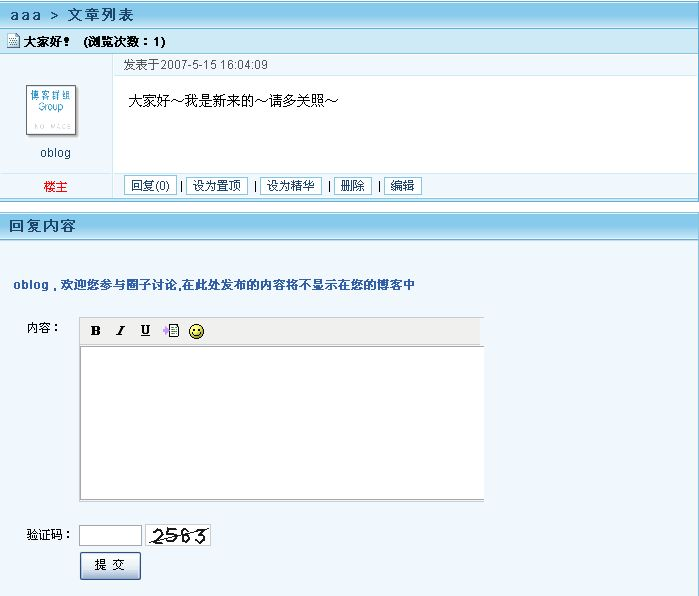 aaa > 文章列表
大家好！ (浏览次数：1)
发表于2007-5-15 16:04:09
博客群组
Group
大家好～我是新来的～请多关照～
oblog
楼主
回复(0) | 设为置顶 | 设为精华 | 删除 | 编辑
回复内容
oblog，欢迎您参与圈子讨论,在此处发布的内容将不显示在您的博客中
内容：
B I U
验证码：
2563
提 交